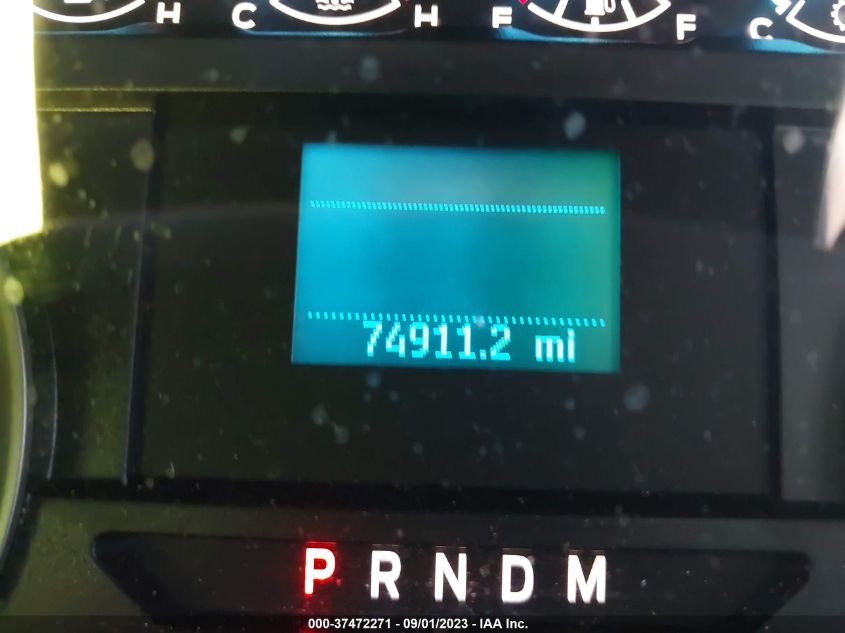 H C H E F C
74911.2 mi
P R N D M
000-37472271 - 09/01/2023 - IAA Inc.